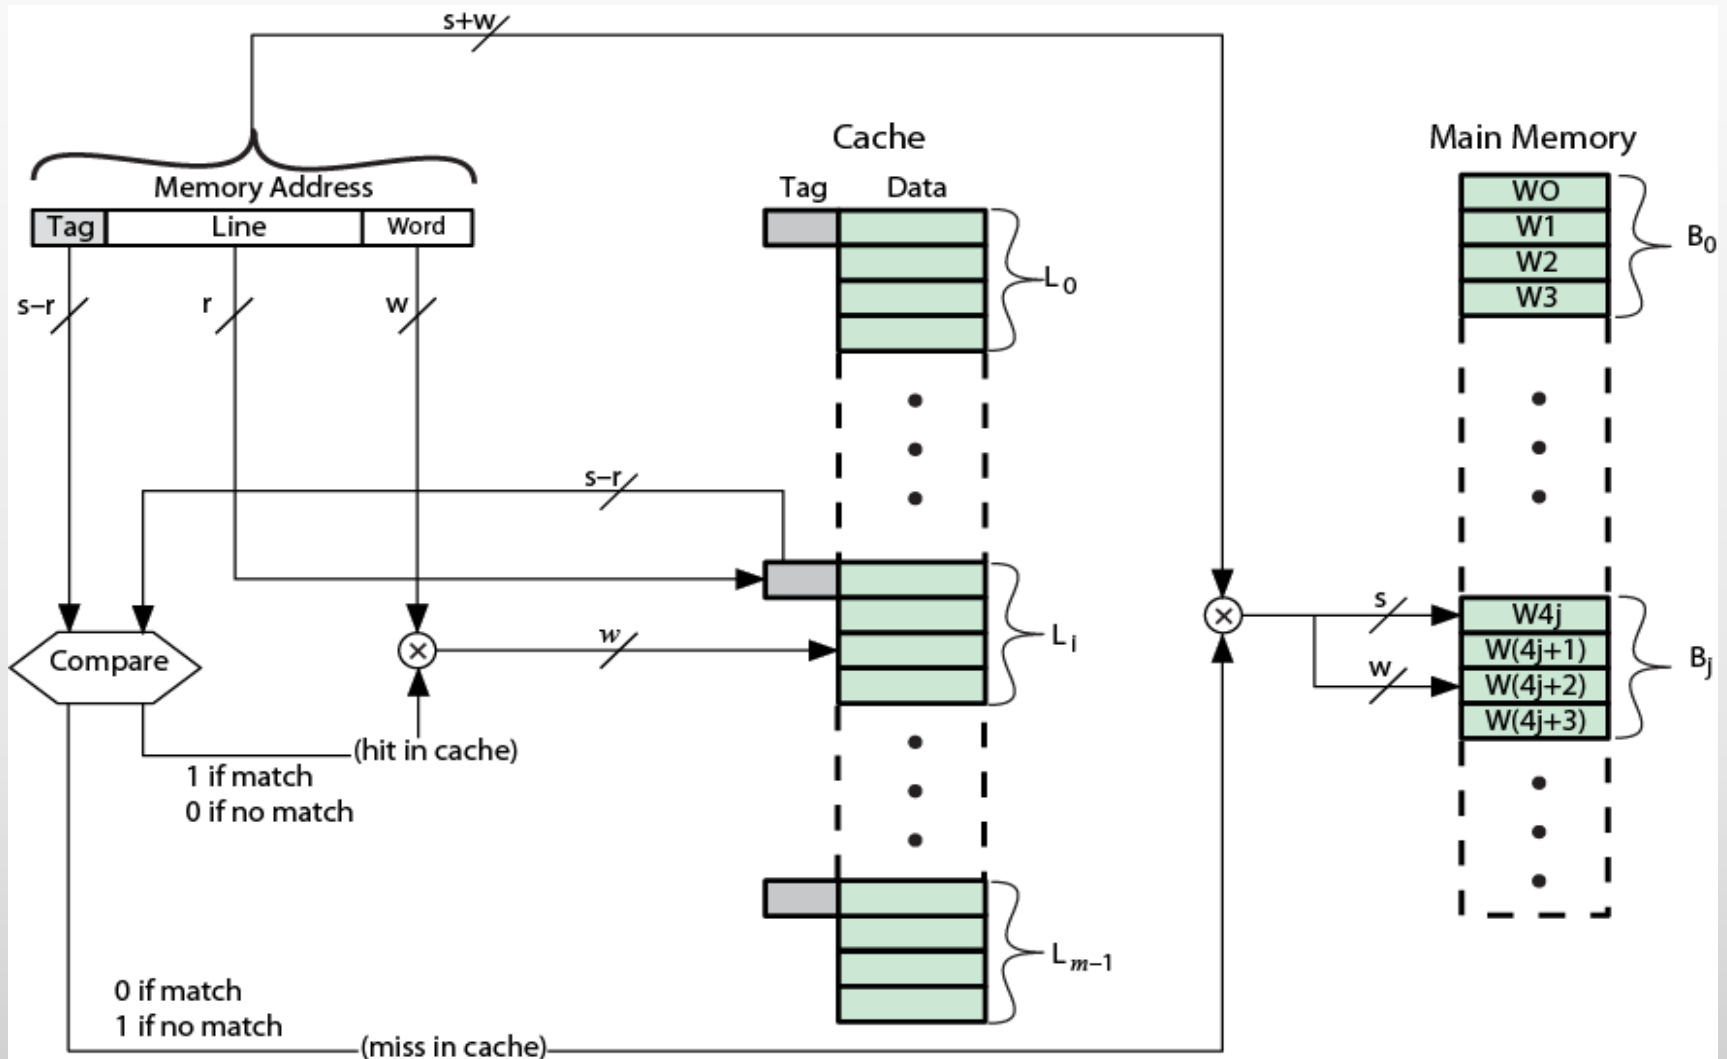 s+w
Cache
Main Memory
Memory Address
Tag Data
Tag Line Word
WO
W1
W2
W3
B0
L0
s–r
r
w
s–r
s
W4j
W(4j+1)
W(4j+2)
W(4j+3)
Bj
w
Compare
w
Li
(hit in cache)
1 if match
0 if no match
Lm–1
0 if match
1 if no match
(miss in cache)